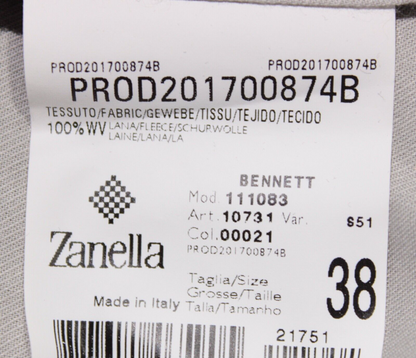 PROD201700874B PROD201700874B
PROD201700874B
TESSUTO/FABRIC/GEWEBE/TISSU/TEJIDO/TECIDO
100% WV LANA/FLEECE/SCHURWOLLE
LAINE/LANA/LA
BENNETT
Mod. 111083
Art. 10731 Var. S51
Col. 00021
PROD201700874B
Zanella
Taglia/Size
Grosse/Taille
Talla/Tamanho
38
Made in Italy
21751